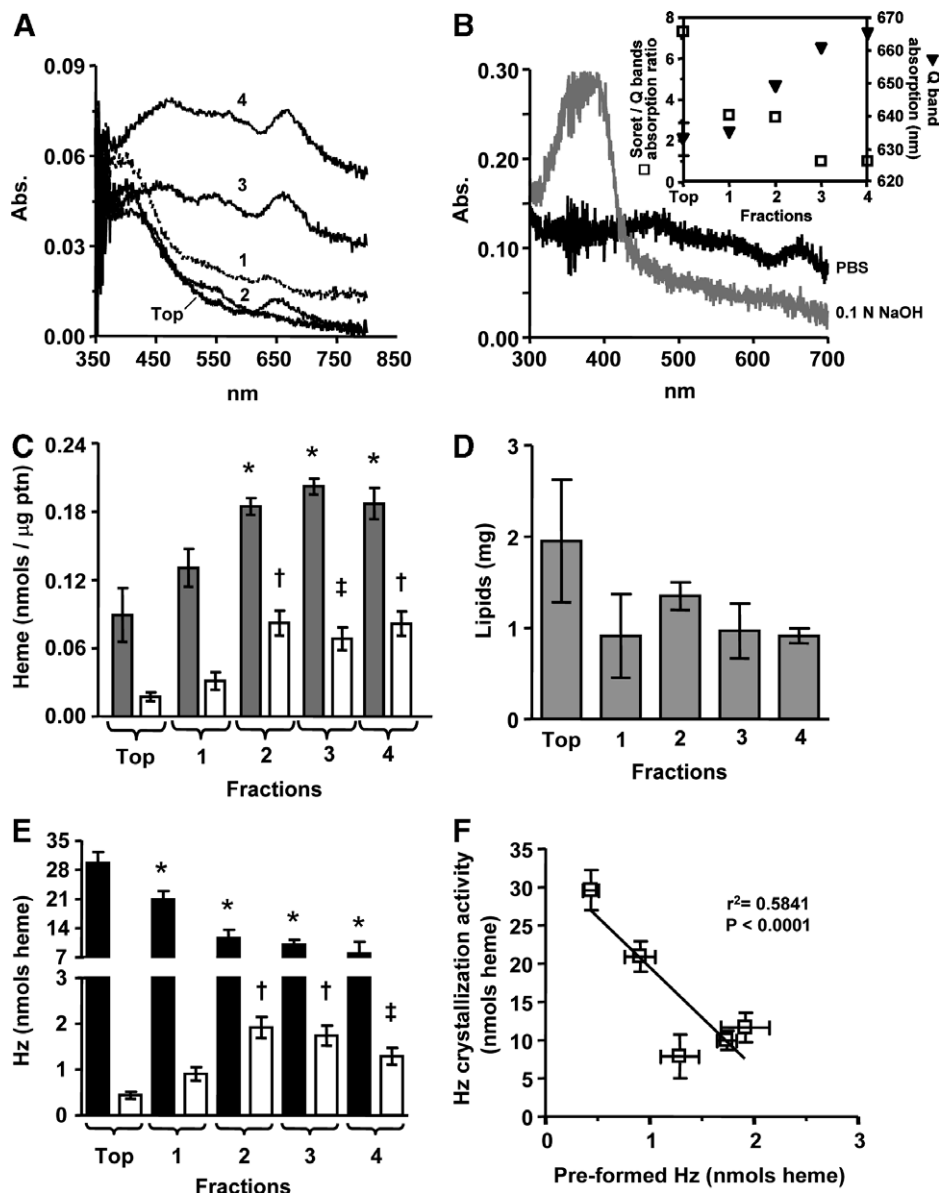 A
0.09
0.06
0.03
0.00
Abs.
4
3
1
2
Top
350
450
550
650
750
nm
B
0.30
0.20
0.10
0.00
Abs.
300
400
500
600
700
nm
PBS
0.1 N NaOH
□ Soret / Q bands
absorption ratio
8
6
4
2
0
670
660
650
640
630
620
▼ Q band
absorption (nm)
Top
1
2
3
4
Fractions
C
Heme (nmols / µg ptn)
0.24
0.18
0.12
0.06
0.00
* * *
† ‡ †
Top 1 2 3 4
Fractions
D
Lipids (mg)
3
2
1
0
Top 1 2 3 4
Fractions
E
Hz (nmols heme)
35
28
21
14
7
3
2
1
0
* * * *
† † ‡
Top 1 2 3 4
Fractions
F
Hz crystallization activity
(nmols heme)
35
30
25
20
15
10
5
0
r²= 0.5841
P < 0.0001
0 1 2 3
Pre-formed Hz (nmols heme)